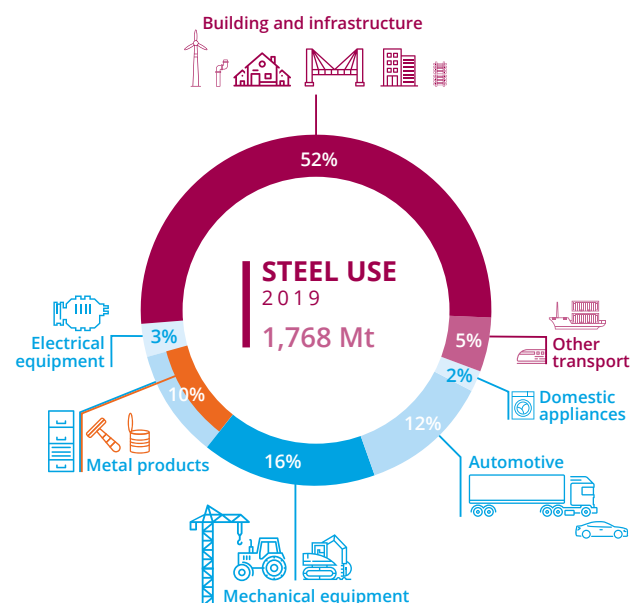 Building and infrastructure
52%
STEEL USE
2019
1,768 Mt
3%
Electrical
equipment
5%
Other
transport
2%
Domestic
appliances
10%
Metal products
12%
Automotive
16%
Mechanical equipment